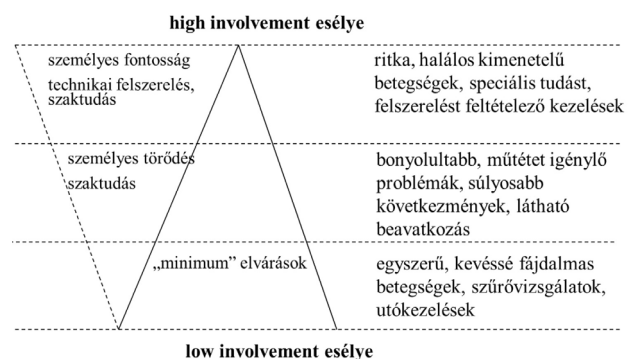 high involvement esélye
személyes fontosság
technikai felszerelés,
szaktudás
ritka, halálos kimenetelű
betegségek, speciális tudást,
felszerelést feltételező kezelések
személyes törődés
szaktudás
bonyolultabb, műtétet igénylő
problémák, súlyosabb
következmények, látható
beavatkozás
„minimum” elvárások
egyszerű, kevéssé fájdalmas
betegségek, szűrővizsgálatok,
utókezelések
low involvement esélye